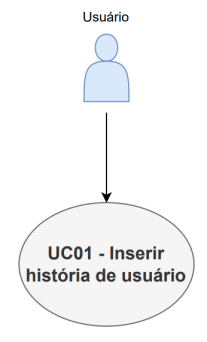 Usuário
UC01 - Inserir
história de usuário